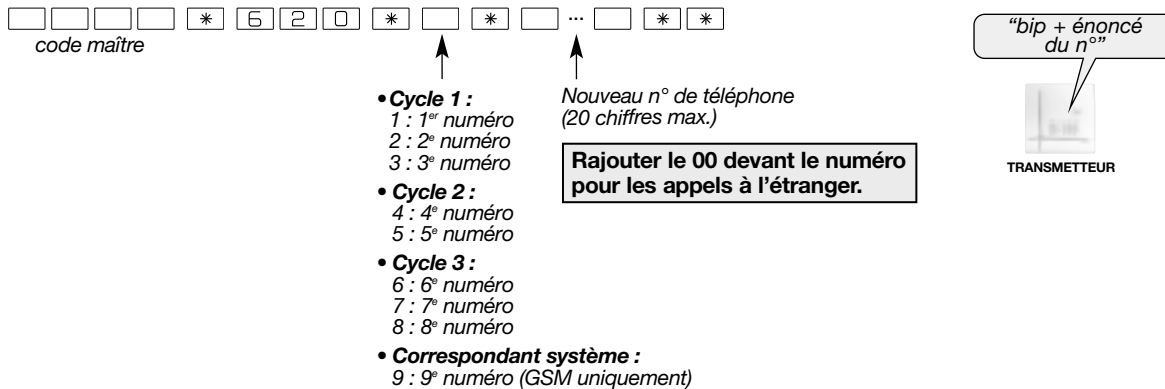 * 6 2 0 * * ... * *
code maître
"bip + énoncé
du n°"
• Cycle 1 :
1 : 1er numéro
2 : 2e numéro
3 : 3e numéro
• Cycle 2 :
4 : 4e numéro
5 : 5e numéro
• Cycle 3 :
6 : 6e numéro
7 : 7e numéro
8 : 8e numéro
• Correspondant système :
9 : 9e numéro (GSM uniquement)
Nouveau n° de téléphone
(20 chiffres max.)
Rajouter le 00 devant le numéro
pour les appels à l'étranger.
TRANSMETTEUR